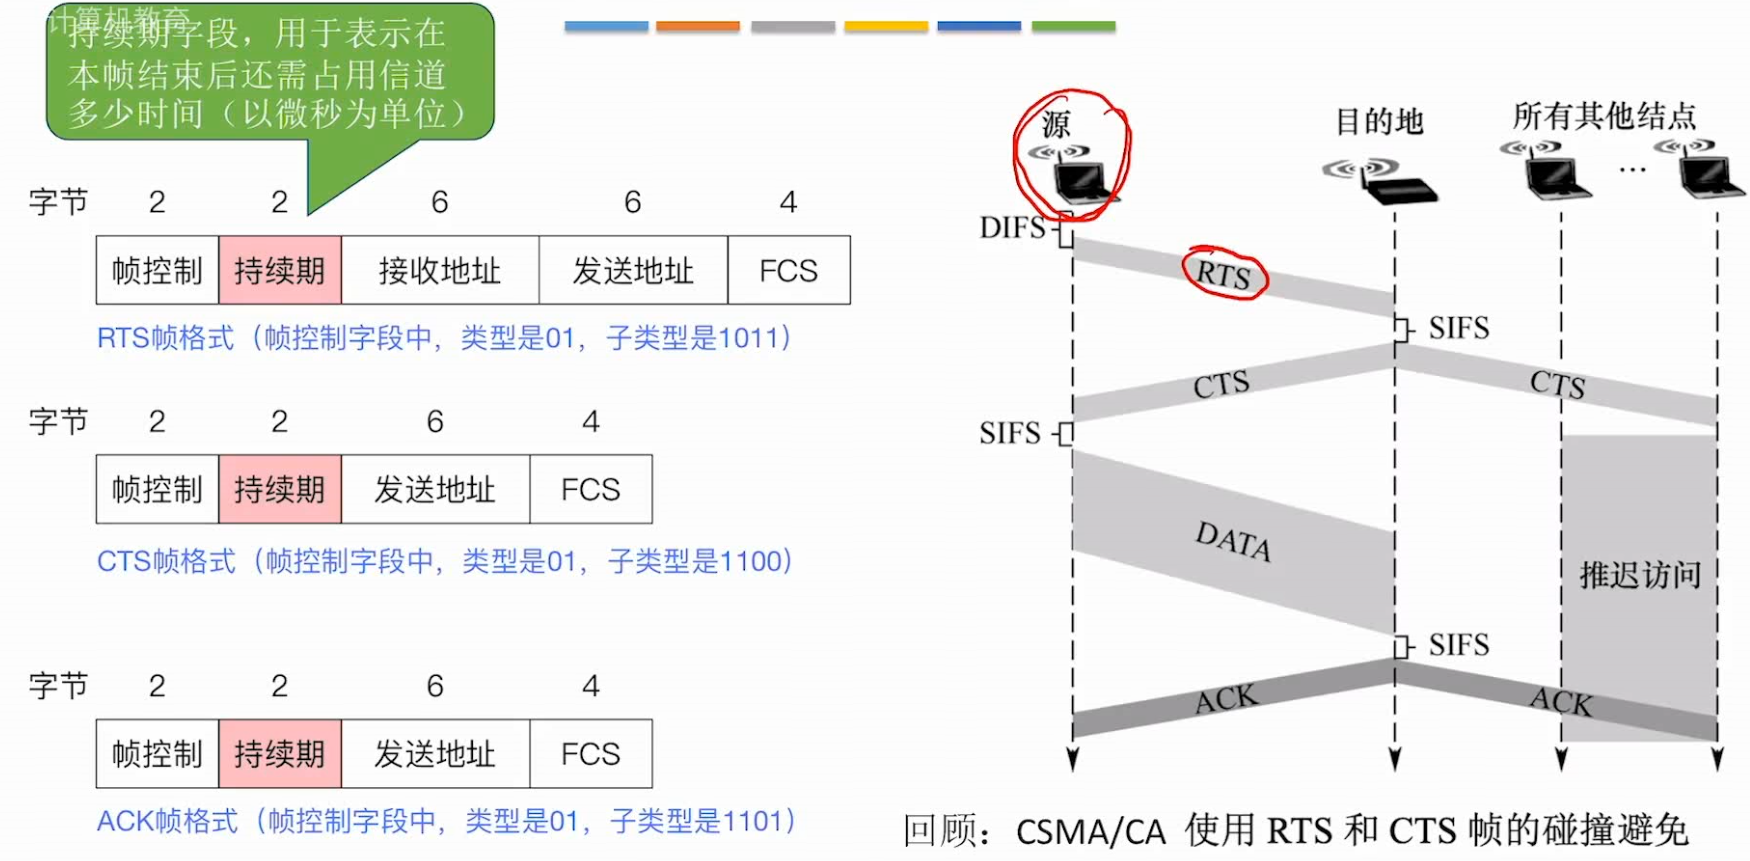 计算机教育
持续期字段，用于表示在
本帧结束后还需占用信道
多少时间（以微秒为单位）
字节 2 2 6 6 4
帧控制 持续期 接收地址 发送地址 FCS
RTS帧格式（帧控制字段中，类型是01，子类型是1011）
字节 2 2 6 4
帧控制 持续期 发送地址 FCS
CTS帧格式（帧控制字段中，类型是01，子类型是1100）
字节 2 2 6 4
帧控制 持续期 发送地址 FCS
ACK帧格式（帧控制字段中，类型是01，子类型是1101）
源 目的地 所有其他结点
...
DIFS
RTS
SIFS
CTS CTS
SIFS
DATA
推迟访问
SIFS
ACK ACK
回顾：CSMA/CA 使用 RTS 和 CTS 帧的碰撞避免